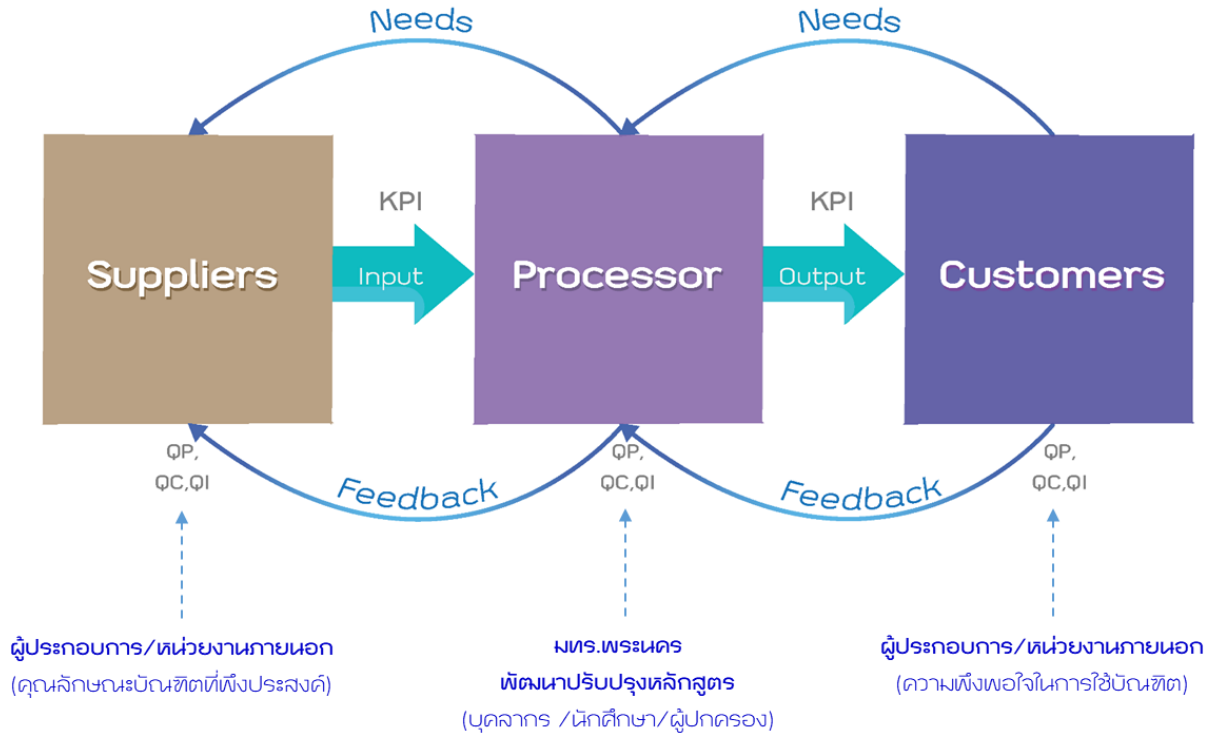 Needs
Needs
KPI
KPI
Suppliers
Input
Processor
Output
Customers
QP,
QC,QI
Feedback
QP,
QC,QI
Feedback
QP,
QC,QI
ผู้ประกอบการ/หน่วยงานภายนอก
(คุณลักษณะบัณฑิตที่พึงประสงค์)
มทร.พระนคร
พัฒนาปรับปรุงหลักสูตร
(บุคลากร /นักศึกษา/ผู้ปกครอง)
ผู้ประกอบการ/หน่วยงานภายนอก
(ความพึงพอใจในการใช้บัณฑิต)